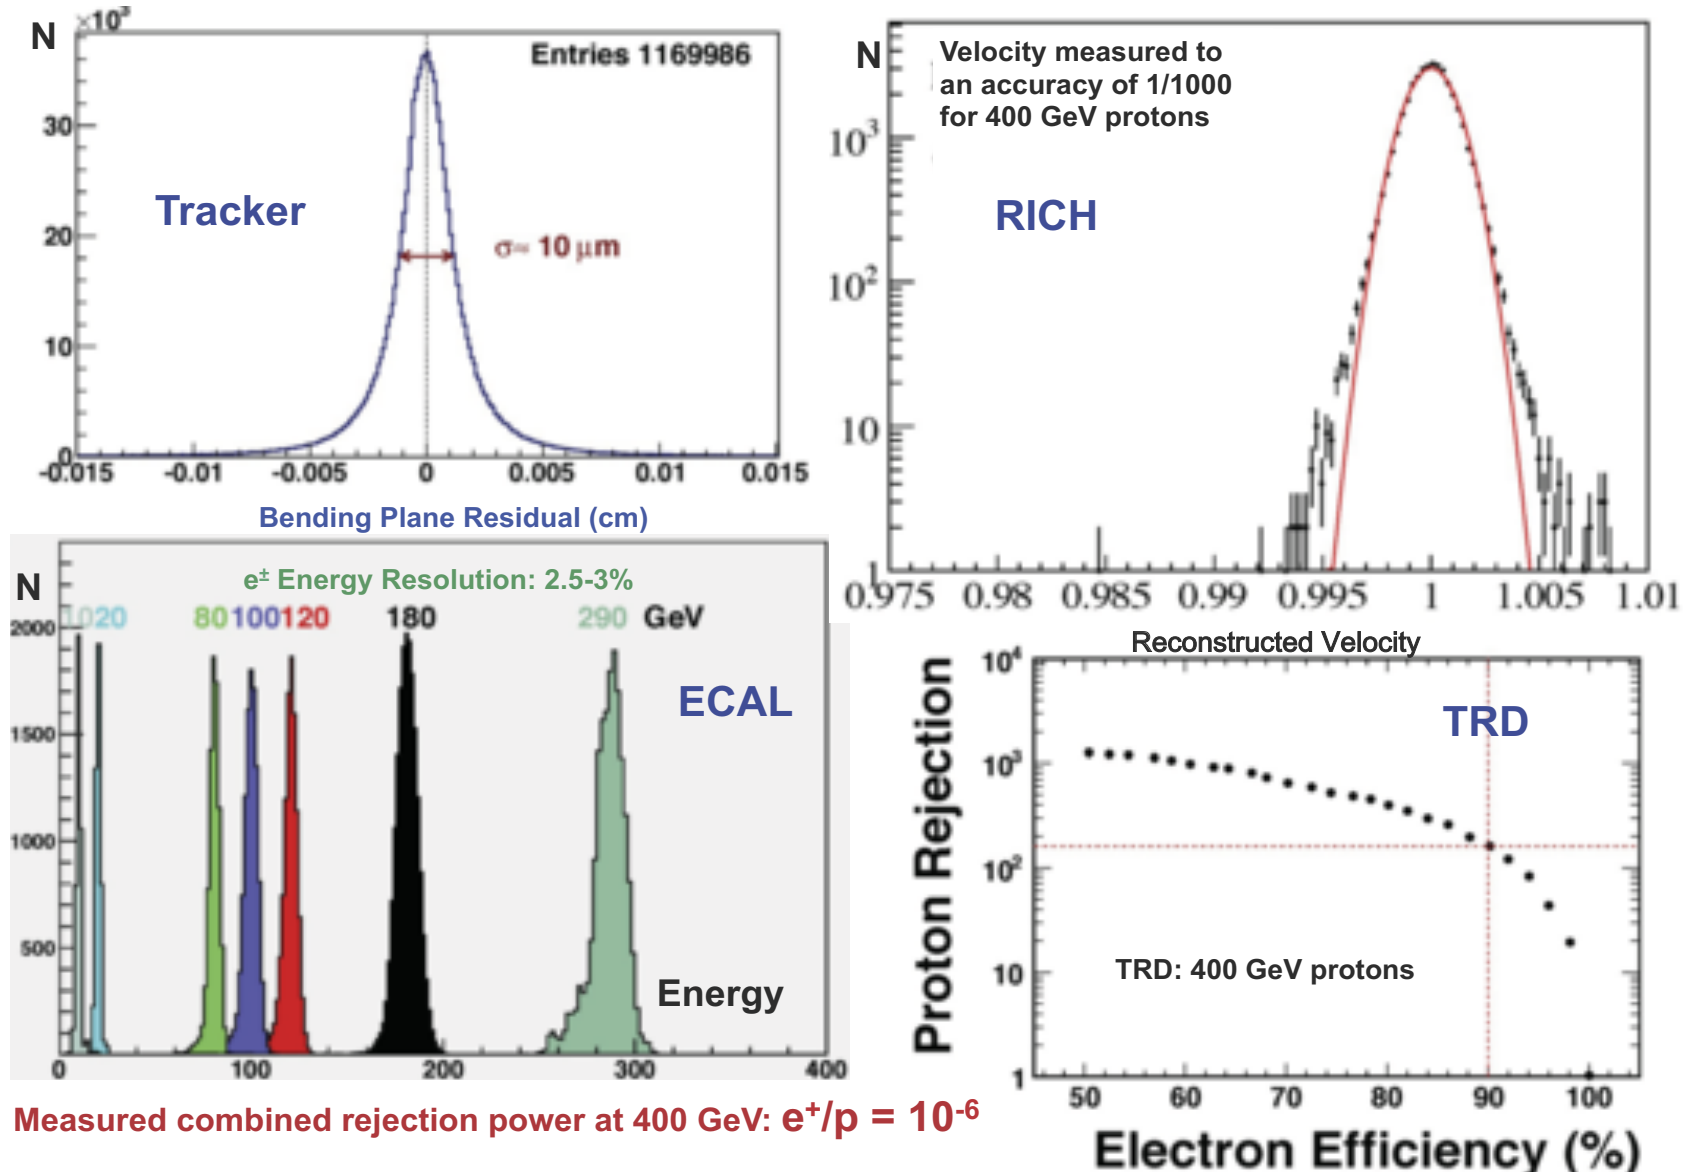 ×10³
N
Entries 1169986
30
Tracker
20
σ≈ 10 μm
10
0
-0.015 -0.01 -0.005 0 0.005 0.01 0.015
Bending Plane Residual (cm)
N
Velocity measured to
an accuracy of 1/1000
for 400 GeV protons
10³
RICH
10²
10
1
0.975 0.98 0.985 0.99 0.995 1 1.005 1.01
Reconstructed Velocity
N
e± Energy Resolution: 2.5-3%
10 20 80 100 120 180 290 GeV
2000
ECAL
1500
1000
500
Energy
0 100 200 300 400
10⁴
TRD
10³
10²
TRD: 400 GeV protons
10
1
50 60 70 80 90 100
Proton Rejection
Electron Efficiency (%)
Measured combined rejection power at 400 GeV: e⁺/p = 10⁻⁶